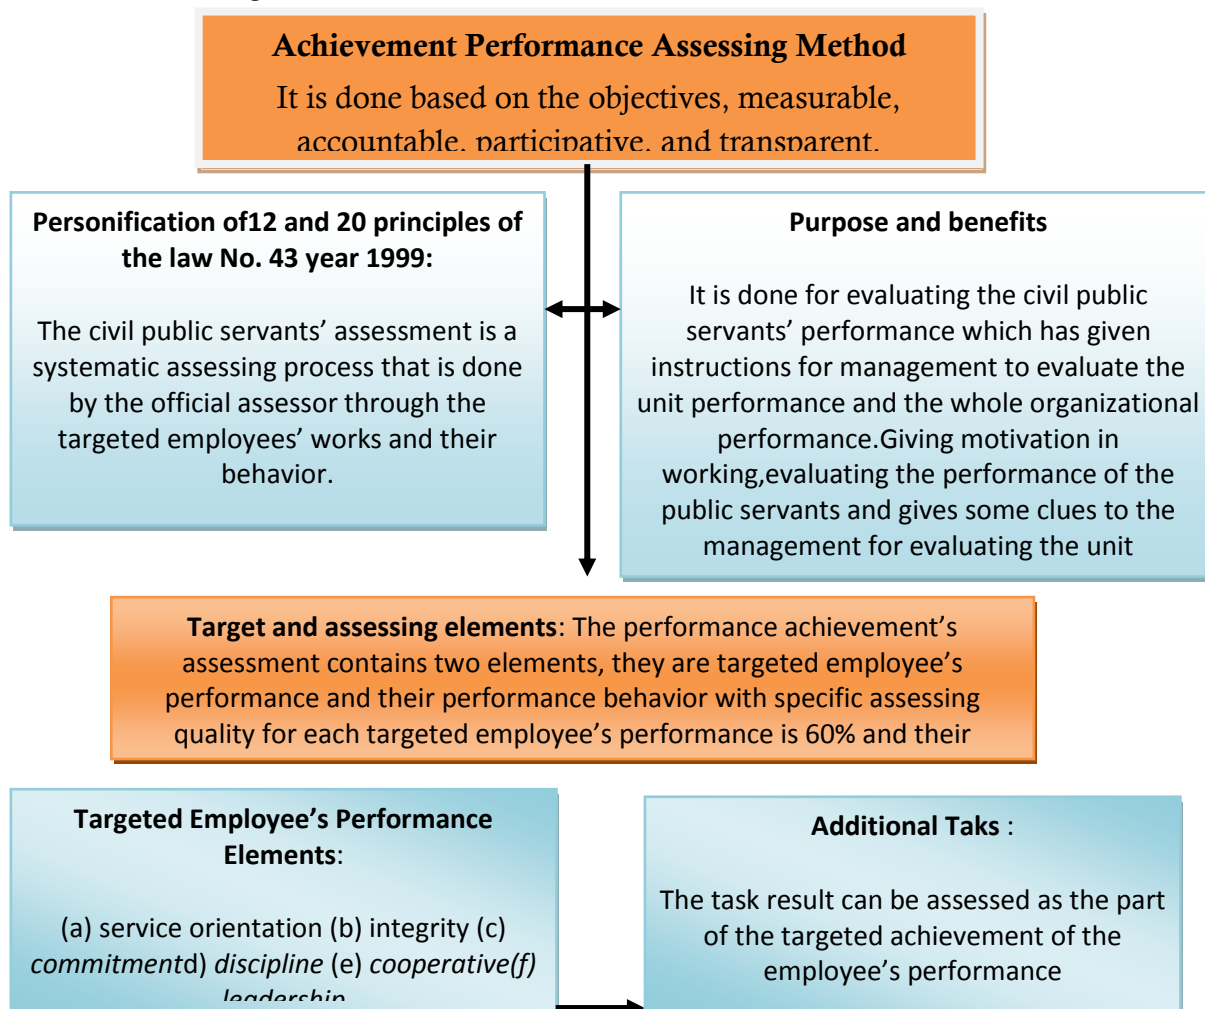 Achievement Performance Assessing Method
It is done based on the objectives, measurable,
accountable, participative, and transparent.
Personification of12 and 20 principles of
the law No. 43 year 1999:
The civil public servants’ assessment is a
systematic assessing process that is done
by the official assessor through the
targeted employees’ works and their
behavior.
Purpose and benefits
It is done for evaluating the civil public
servants’ performance which has given
instructions for management to evaluate the
unit performance and the whole organizational
performance.Giving motivation in
working,evaluating the performance of the
public servants and gives some clues to the
management for evaluating the unit
Target and assessing elements: The performance achievement’s
assessment contains two elements, they are targeted employee’s
performance and their performance behavior with specific assessing
quality for each targeted employee’s performance is 60% and their
Targeted Employee’s Performance
Elements:
(a) service orientation (b) integrity (c)
commitmentd) discipline (e) cooperative(f)
leadership
Additional Taks :
The task result can be assessed as the part
of the targeted achievement of the
employee’s performance